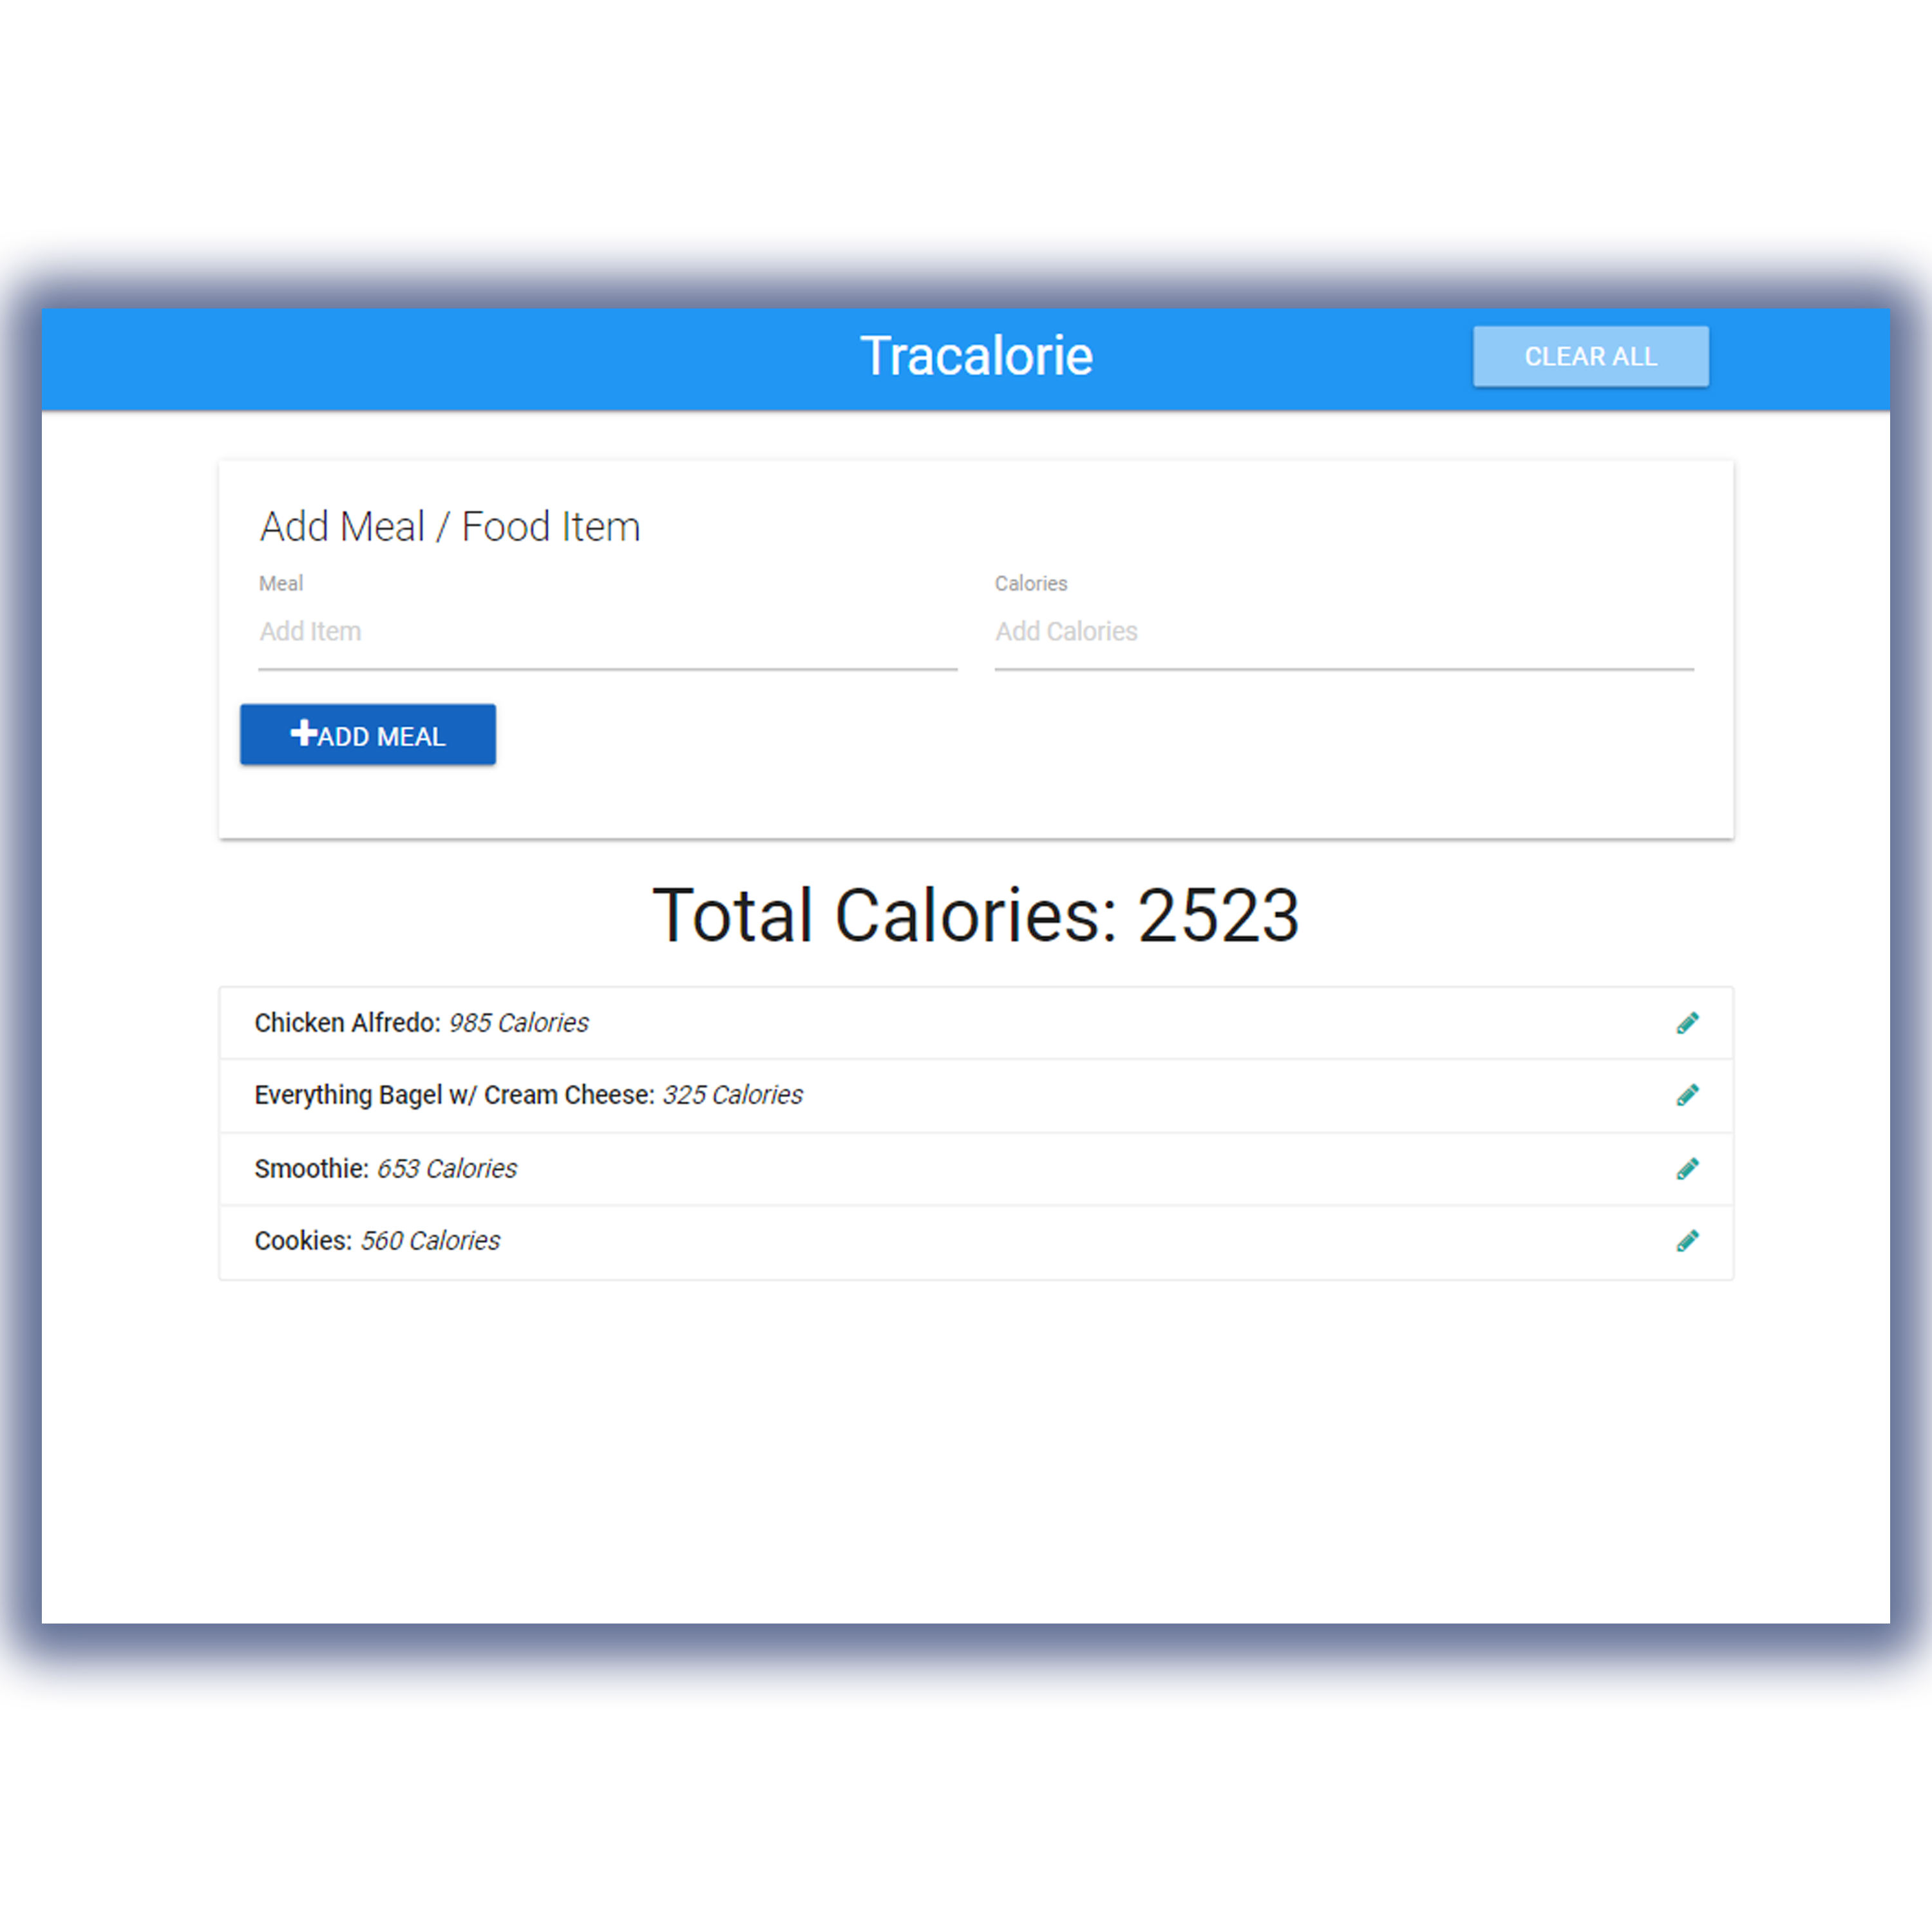 Tracalorie
CLEAR ALL
Add Meal / Food Item
Meal
Calories
Add Item
Add Calories
ADD MEAL
Total Calories: 2523
Chicken Alfredo: 985 Calories
Everything Bagel w/ Cream Cheese: 325 Calories
Smoothie: 653 Calories
Cookies: 560 Calories